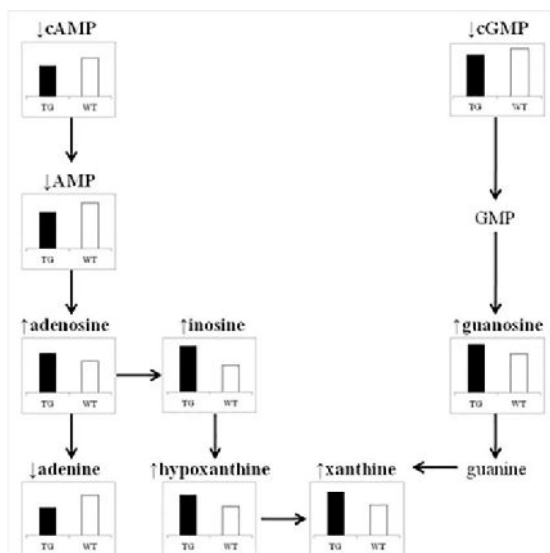 ↓cAMP ↓cGMP
TG WT TG WT
↓AMP
GMP
TG WT
↑adenosine ↑inosine ↑guanosine
TG WT TG WT TG WT
↓adenine ↑hypoxanthine ↑xanthine guanine
TG WT TG WT TG WT